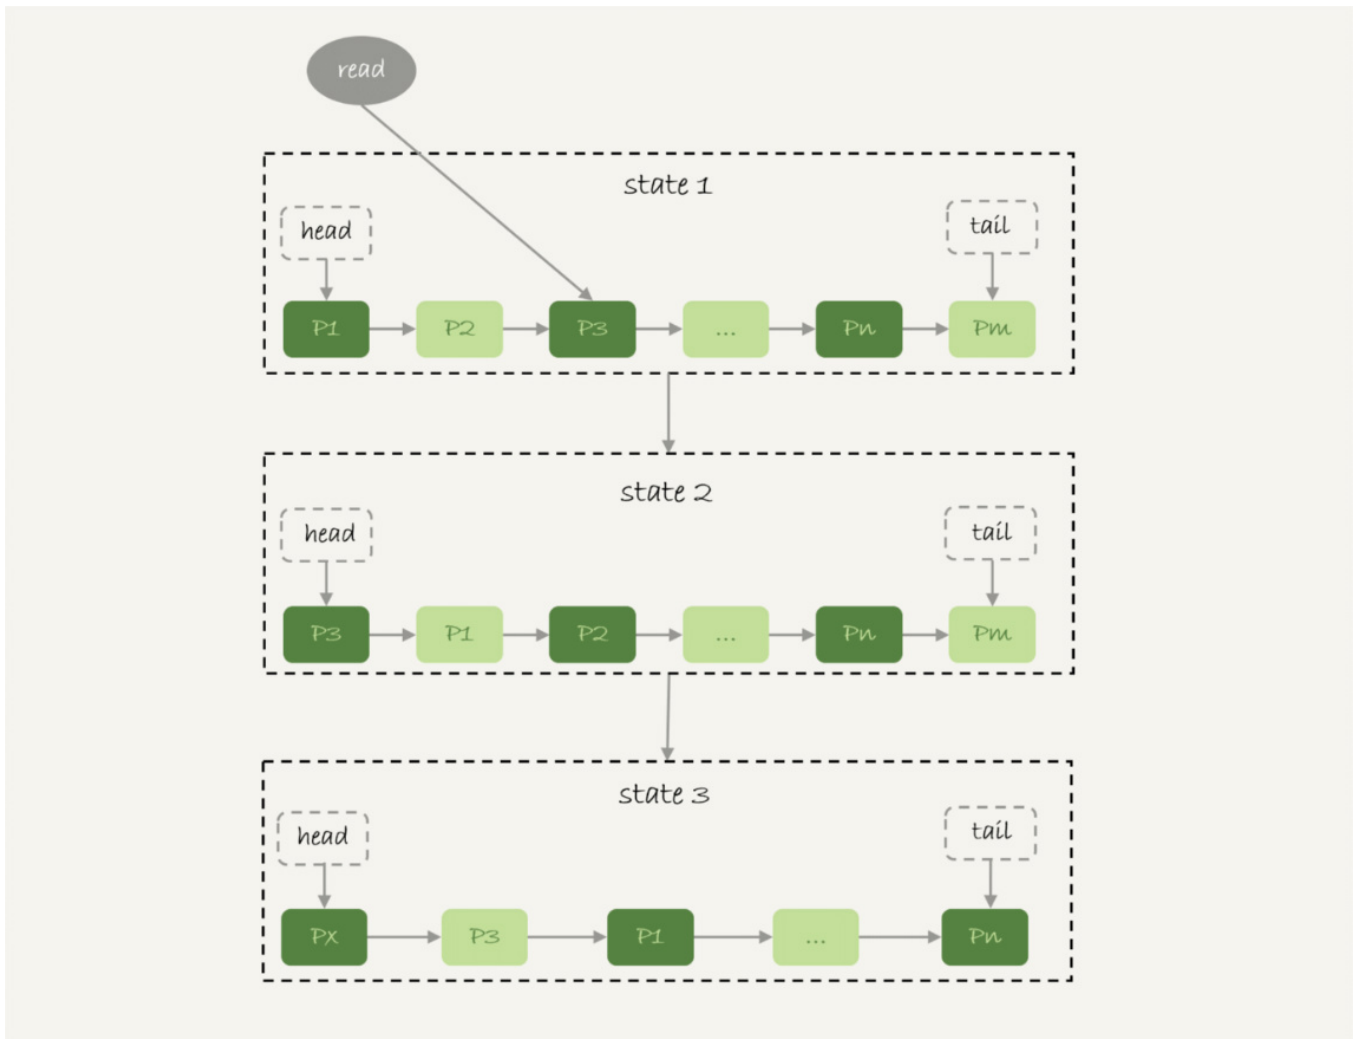 read
state 1
head
tail
P1
P2
P3
...
Pn
Pm
state 2
head
tail
P3
P1
P2
...
Pn
Pm
state 3
head
tail
Px
P3
P1
...
Pn